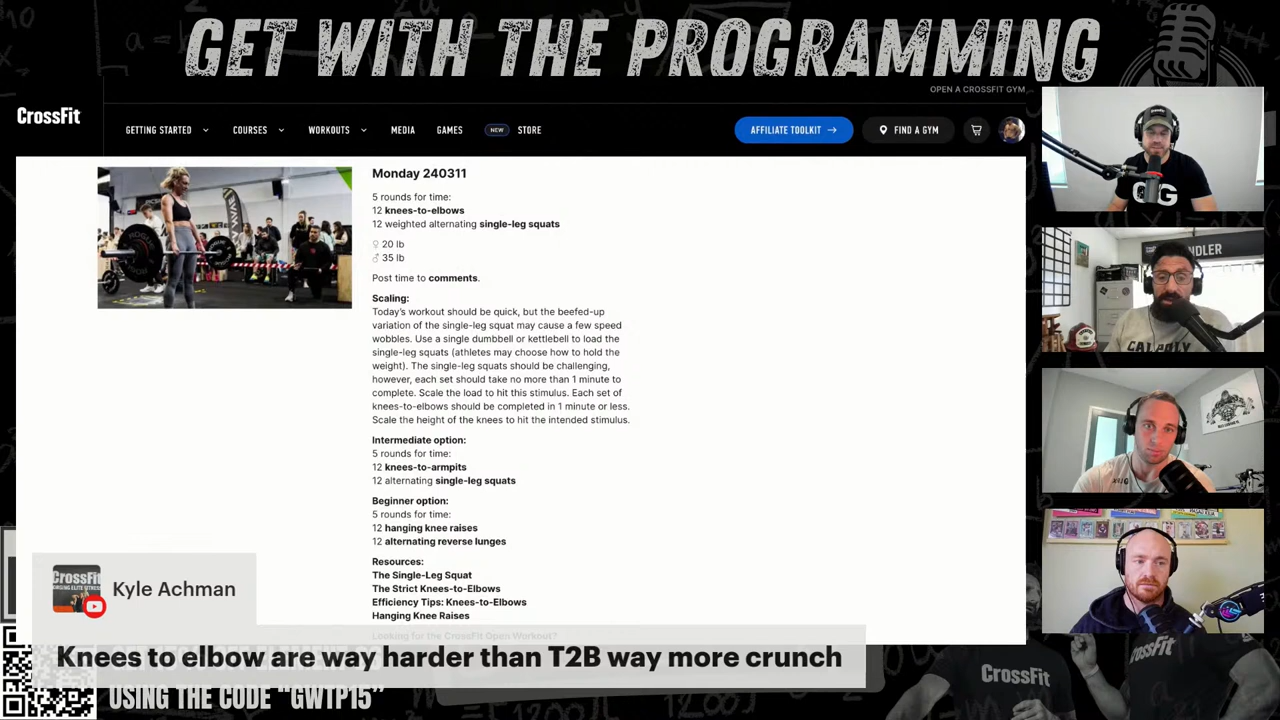 GET WITH THE PROGRAMMING
OPEN A CROSSFIT GYM
CrossFit
GETTING STARTED
COURSES
WORKOUTS
MEDIA
GAMES
NEW
STORE
AFFILIATE TOOLKIT →
FIND A GYM
Monday 240311
5 rounds for time:
12 knees-to-elbows
12 weighted alternating single-leg squats
♀ 20 lb
♂ 35 lb
Post time to comments.
Scaling:
Today's workout should be quick, but the beefed-up
variation of the single-leg squat may cause a few speed
wobbles. Use a single dumbbell or kettlebell to load the
single-leg squats (athletes may choose how to hold the
weight). The single-leg squats should be challenging,
however, each set should take no more than 1 minute to
complete. Scale the load to hit this stimulus. Each set of
knees-to-elbows should be completed in 1 minute or less.
Scale the height of the knees to hit the intended stimulus.
Intermediate option:
5 rounds for time:
12 knees-to-armpits
12 alternating single-leg squats
Beginner option:
5 rounds for time:
12 hanging knee raises
12 alternating reverse lunges
Resources:
The Single-Leg Squat
The Strict Knees-to-Elbows
Efficiency Tips: Knees-to-Elbows
Hanging Knee Raises
Looking for the CrossFit Open Workout?
CrossFit
Kyle Achman
Knees to elbow are way harder than T2B way more crunch
USING THE CODE "GWTP15"
CrossFit
CrossFit